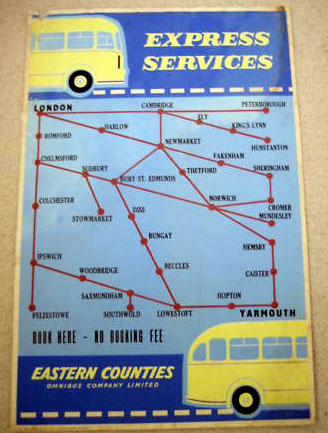 EXPRESS
SERVICES
LONDON
CAMBRIDGE
PETERBOROUGH
ROMFORD
HARLOW
ELY
KING'S LYNN
NEWMARKET
HUNSTANTON
CHELMSFORD
FAKENHAM
SUDBURY
BURY ST. EDMUNDS
THETFORD
SHERINGHAM
COLCHESTER
STOWMARKET
DISS
NORWICH
CROMER
MUNDESLEY
BUNGAY
HEMSBY
IPSWICH
WOODBRIDGE
BECCLES
CAISTER
SAXMUNDHAM
HOPTON
FELIXSTOWE
SOUTHWOLD
LOWESTOFT
YARMOUTH
BOOK HERE - NO BOOKING FEE
EASTERN COUNTIES
OMNIBUS COMPANY LIMITED